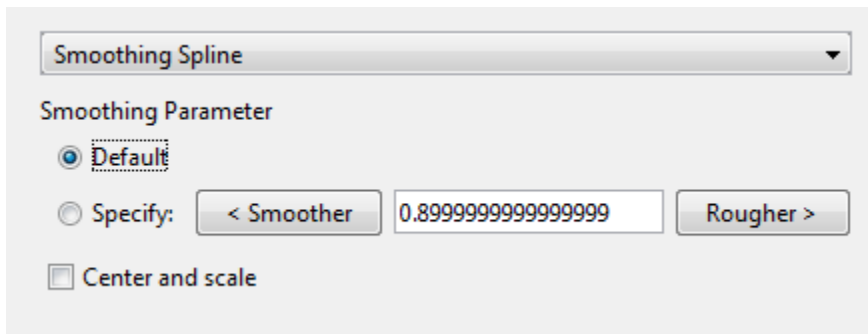 Smoothing Spline
Smoothing Parameter
Default
Specify: < Smoother 0.8999999999999999 Rougher >
Center and scale